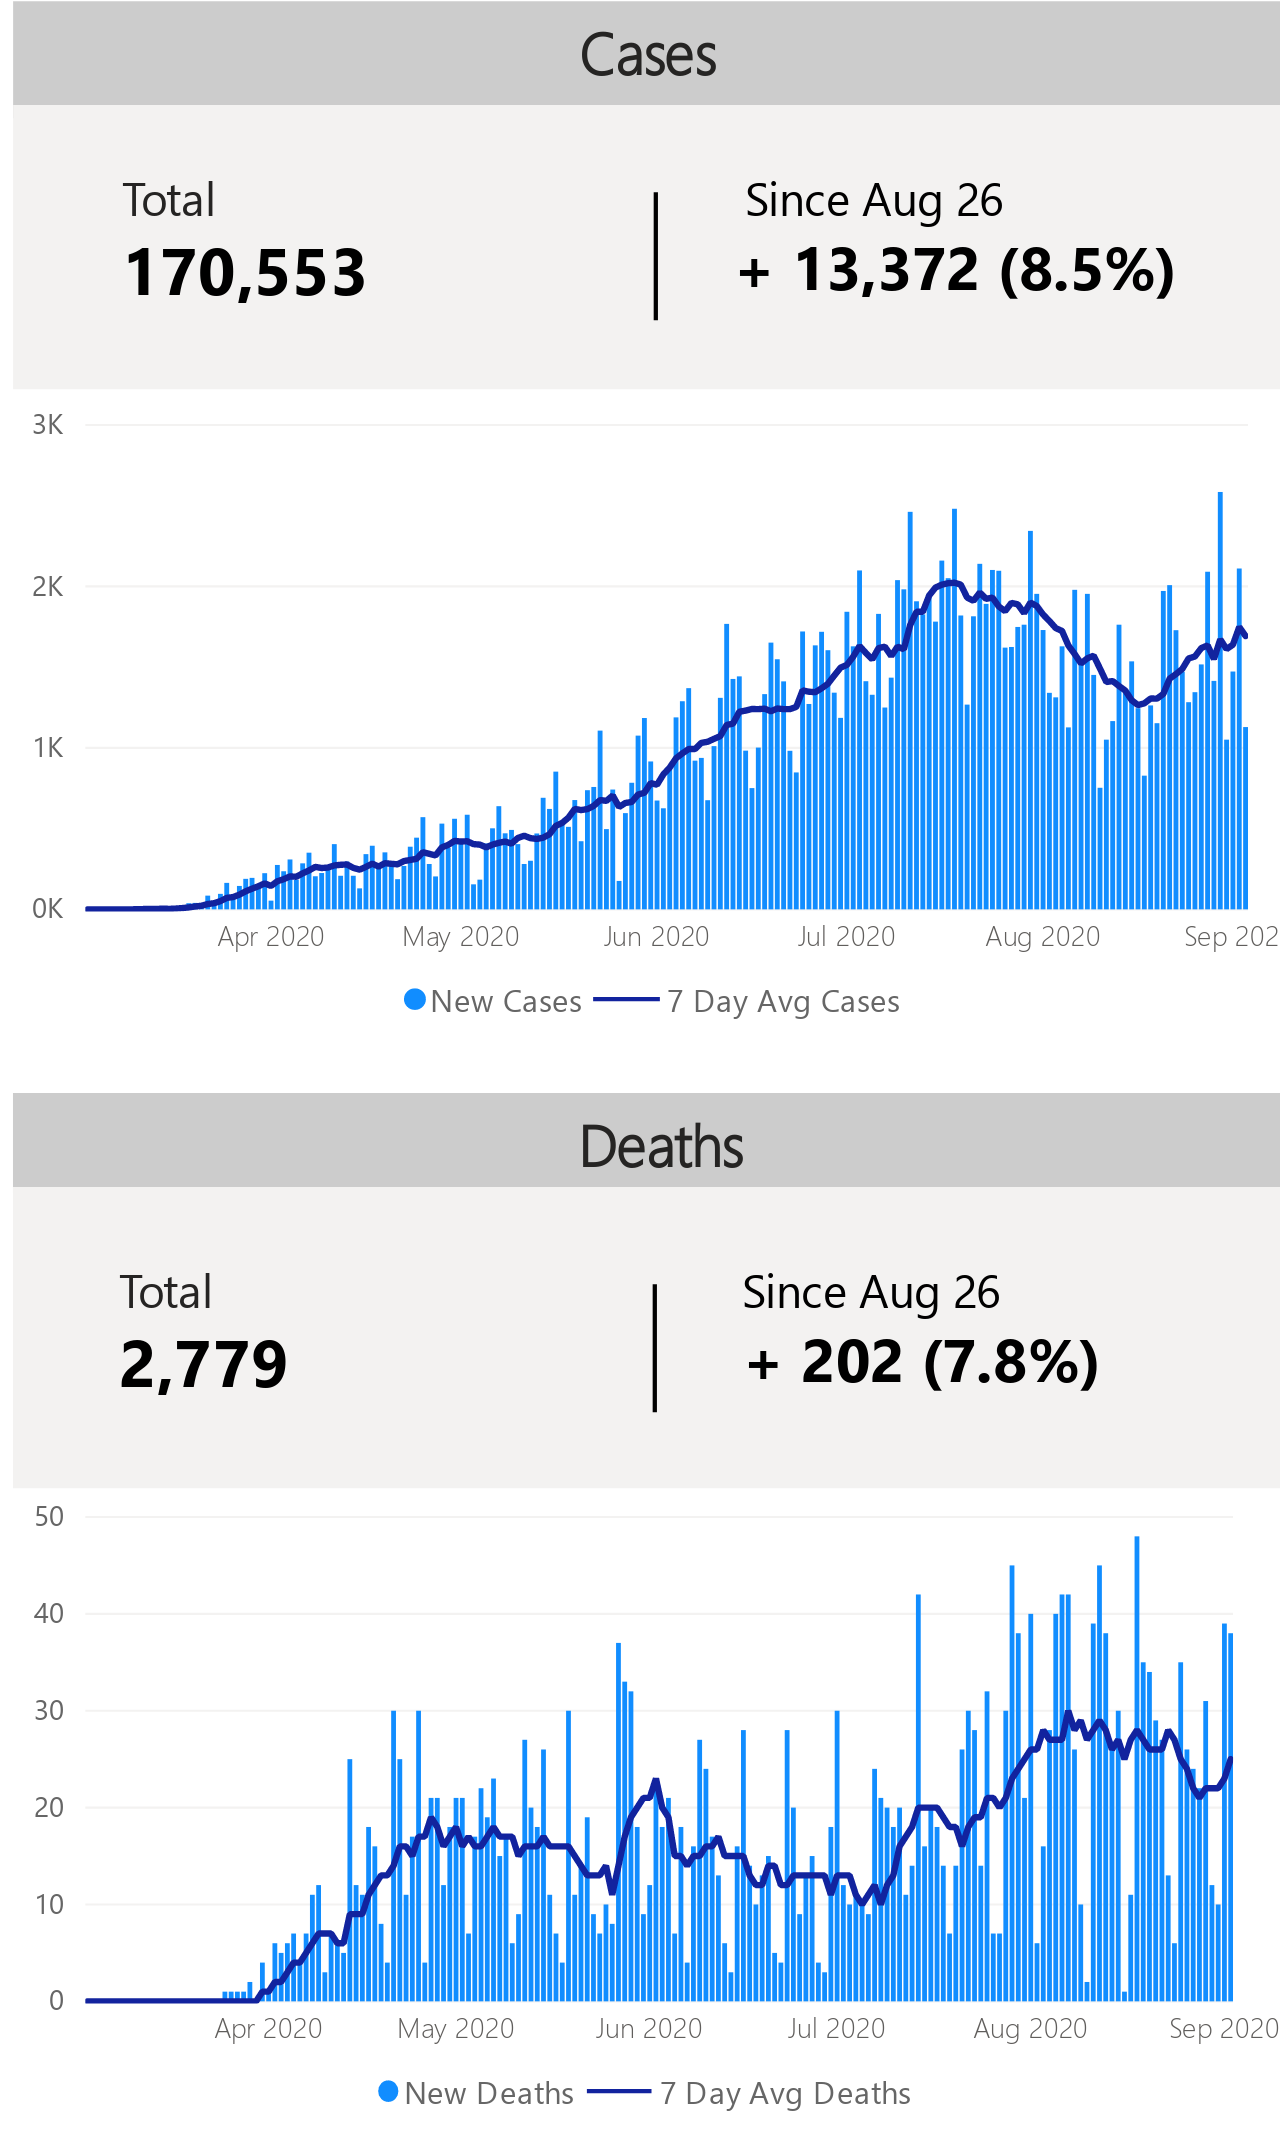 Cases
Total
Since Aug 26
170,553
+ 13,372 (8.5%)
3K
2K
1K
0K
Apr 2020
May 2020
Jun 2020
Jul 2020
Aug 2020
Sep 202
New Cases
7 Day Avg Cases
Deaths
Total
Since Aug 26
2,779
+ 202 (7.8%)
50
40
30
20
10
0
Apr 2020
May 2020
Jun 2020
Jul 2020
Aug 2020
Sep 2020
New Deaths
7 Day Avg Deaths